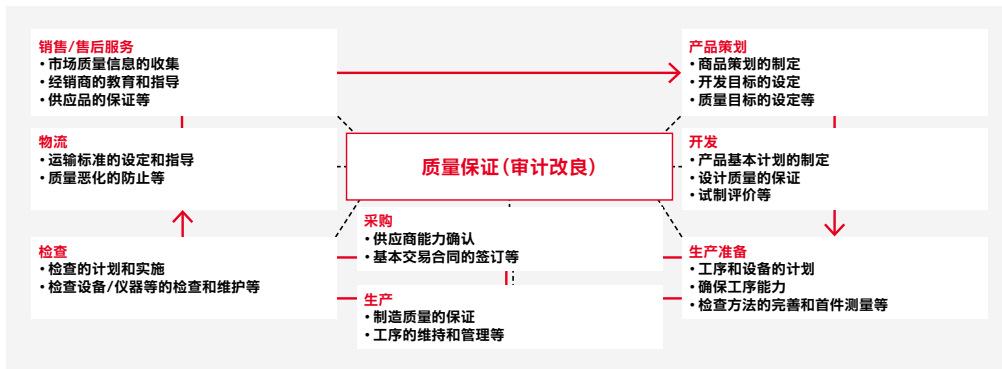 销售/售后服务
•市场质量信息的收集
•经销商的教育和指导
•供应品的保证等
产品策划
•商品策划的制定
•开发目标的设定
•质量目标的设定等
物流
•运输标准的设定和指导
•质量恶化的防止等
质量保证（审计改良）
开发
•产品基本计划的制定
•设计质量的保证
•试制评价等
采购
•供应商能力确认
•基本交易合同的签订等
检查
•检查的计划和实施
•检查设备/仪器等的检查和维护等
生产准备
•工序和设备的计划
•确保工序能力
•检查方法的完善和首件测量等
生产
•制造质量的保证
•工序的维持和管理等